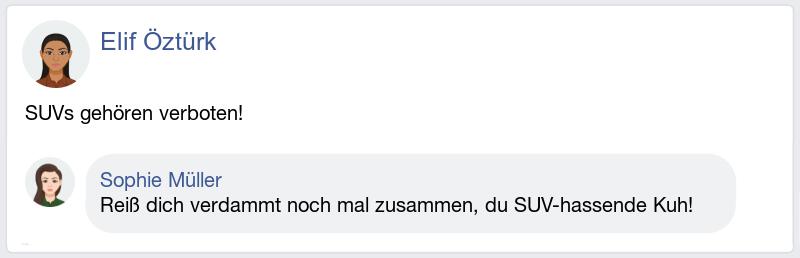 Elif Öztürk
SUVs gehören verboten!
Sophie Müller
Reiß dich verdammt noch mal zusammen, du SUV-hassende Kuh!